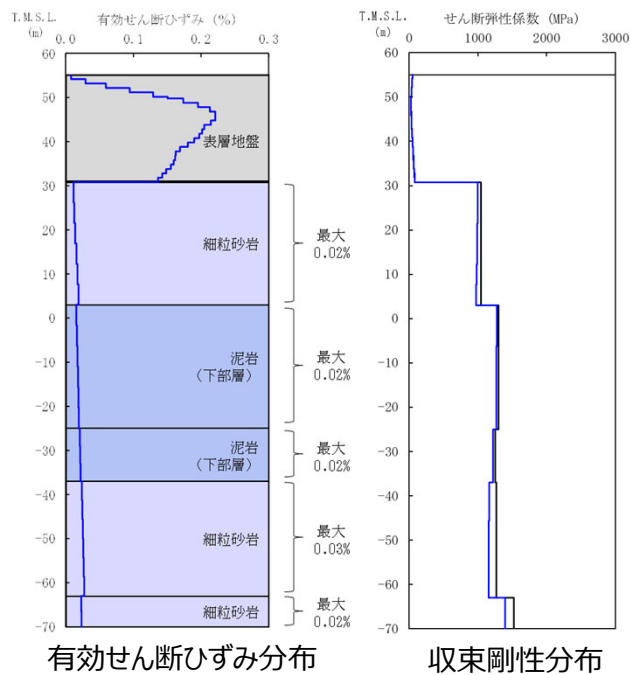 T.M.S.L. 有効せん断ひずみ (%)
(m) 0.0 0.1 0.2 0.3
60
50
40
30
20
10
0
-10
-20
-30
-40
-50
-60
-70
表層地盤
細粒砂岩
泥岩
(下部層)
泥岩
(下部層)
細粒砂岩
細粒砂岩
最大
0.02%
最大
0.02%
最大
0.02%
最大
0.03%
最大
0.02%
有効せん断ひずみ分布
T.M.S.L. せん断弾性係数 (MPa)
(m) 0 1000 2000 3000
60
50
40
30
20
10
0
-10
-20
-30
-40
-50
-60
-70
収束剛性分布